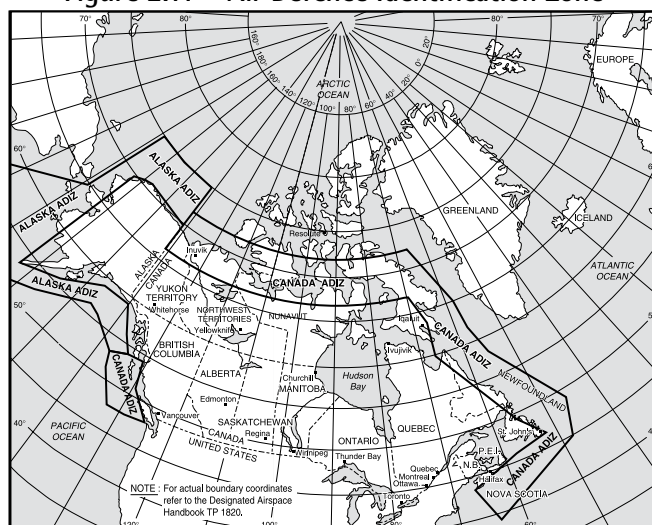 Figure Air Defence Identification Zone
70°
60°
50°
40°
160°
160°
140°
120°
100°
80°
60°
40°
20°
0°
20°
70°
60°
50°
40°
ARCTIC
OCEAN
EUROPE
ALASKA ADIZ
ALASKA ADIZ
GREENLAND
ICELAND
Resolute
ATLANTIC
OCEAN
Inuvik
ALASKA
CANADA
CANADA ADIZ
ALASKA ADIZ
YUKON
TERRITORY
Whitehorse
NORTHWEST
TERRITORIES
NUNAVUT
Yellowknife
Iqaluit
CANADA ADIZ
BRITISH
COLUMBIA
Ivujivik
CANADA ADIZ
ALBERTA
Churchill
MANITOBA
Hudson
Bay
NEWFOUNDLAND
Edmonton
PACIFIC
OCEAN
Vancouver
SASKATCHEWAN
Regina
CANADA
UNITED STATES
Winnipeg
ONTARIO
Thunder Bay
QUEBEC
St. John's
P.E.I.
N.B.
CANADA ADIZ
Quebec
Montreal
Ottawa
Halifax
NOVA SCOTIA
Toronto
NOTE : For actual boundary coordinates
refer to the Designated Airspace
Handbook TP 1820.
120°
100°
80°
60°